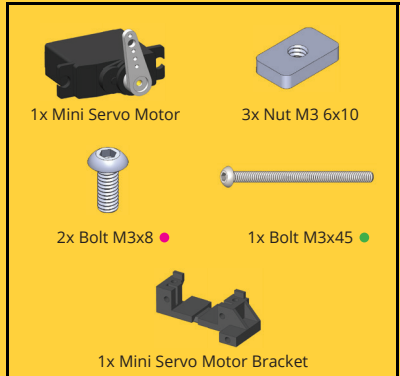 1x Mini Servo Motor
3x Nut M3 6x10
2x Bolt M3x8
1x Bolt M3x45
1x Mini Servo Motor Bracket